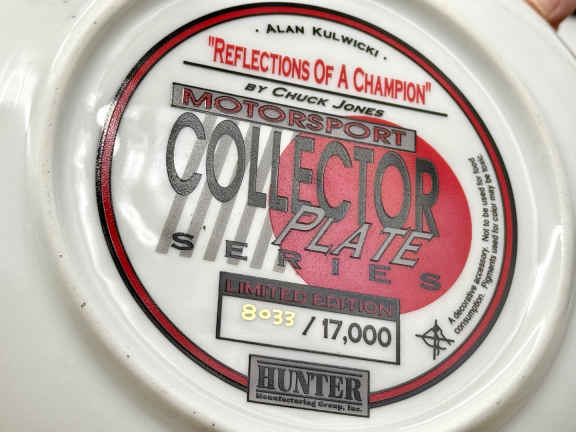 · ALAN KULWICKI ·
"REFLECTIONS OF A CHAMPION"
BY CHUCK JONES
MOTORSPORT
COLLECTOR
PLATE
SERIES
LIMITED EDITION
8033 / 17,000
HUNTER
Manufacturing Group, Inc.
A decorative accessory. Not to be used for food
consumption. Pigments used for color may be toxic.